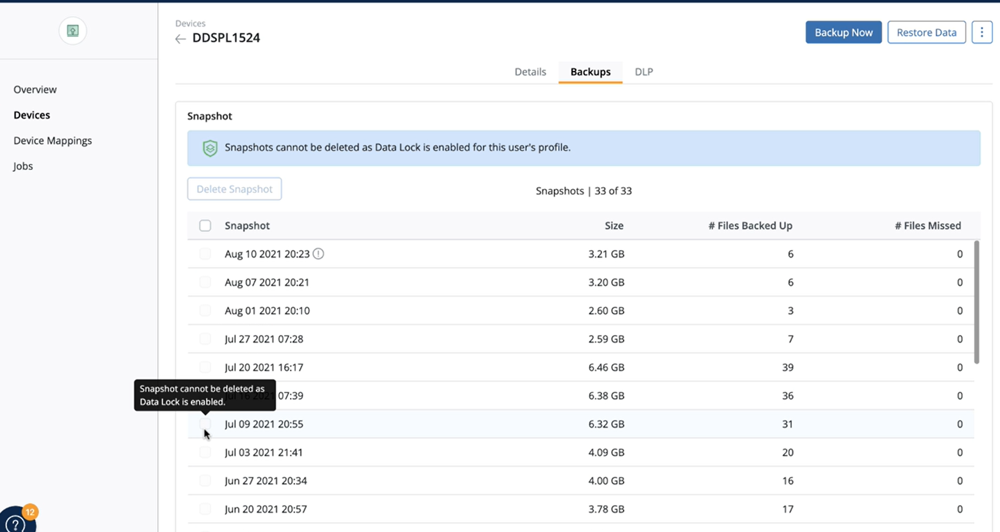 Devices
DDSPL1524
Backup Now
Restore Data
Details
Backups
DLP
Overview
Devices
Device Mappings
Jobs
Snapshot
Snapshots cannot be deleted as Data Lock is enabled for this user's profile.
Delete Snapshot
Snapshots | 33 of 33
Snapshot Size # Files Backed Up # Files Missed
Aug 10 2021 20:23 3.21 GB 6 0
Aug 07 2021 20:21 3.20 GB 6 0
Aug 01 2021 20:10 2.60 GB 3 0
Jul 27 2021 07:28 2.59 GB 7 0
Jul 20 2021 16:17 6.46 GB 39 0
Snapshot cannot be deleted as
Data Lock is enabled.
Jul 16 2021 07:39 6.38 GB 36 0
Jul 09 2021 20:55 6.32 GB 31 0
Jul 03 2021 21:41 4.09 GB 20 0
Jun 27 2021 20:34 4.00 GB 16 0
Jun 20 2021 20:57 3.78 GB 17 0
12
?